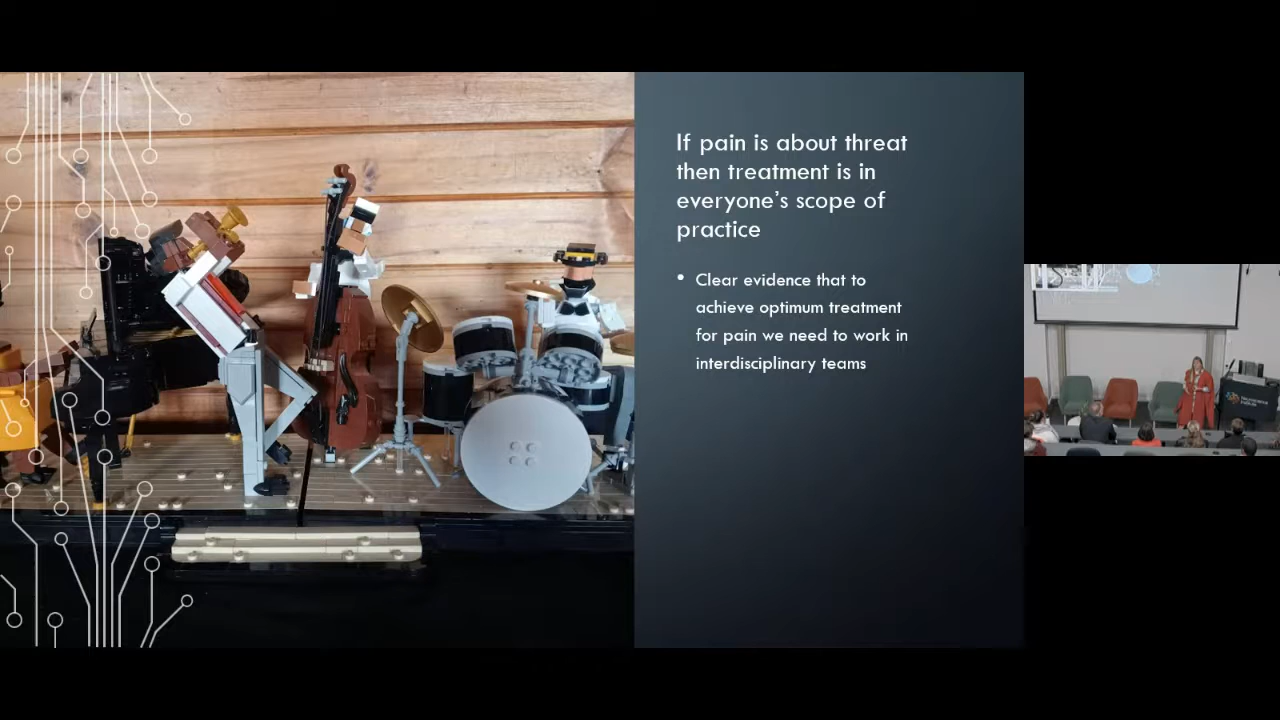 If pain is about threat
then treatment is in
everyone's scope of
practice
• Clear evidence that to
achieve optimum treatment
for pain we need to work in
interdisciplinary teams